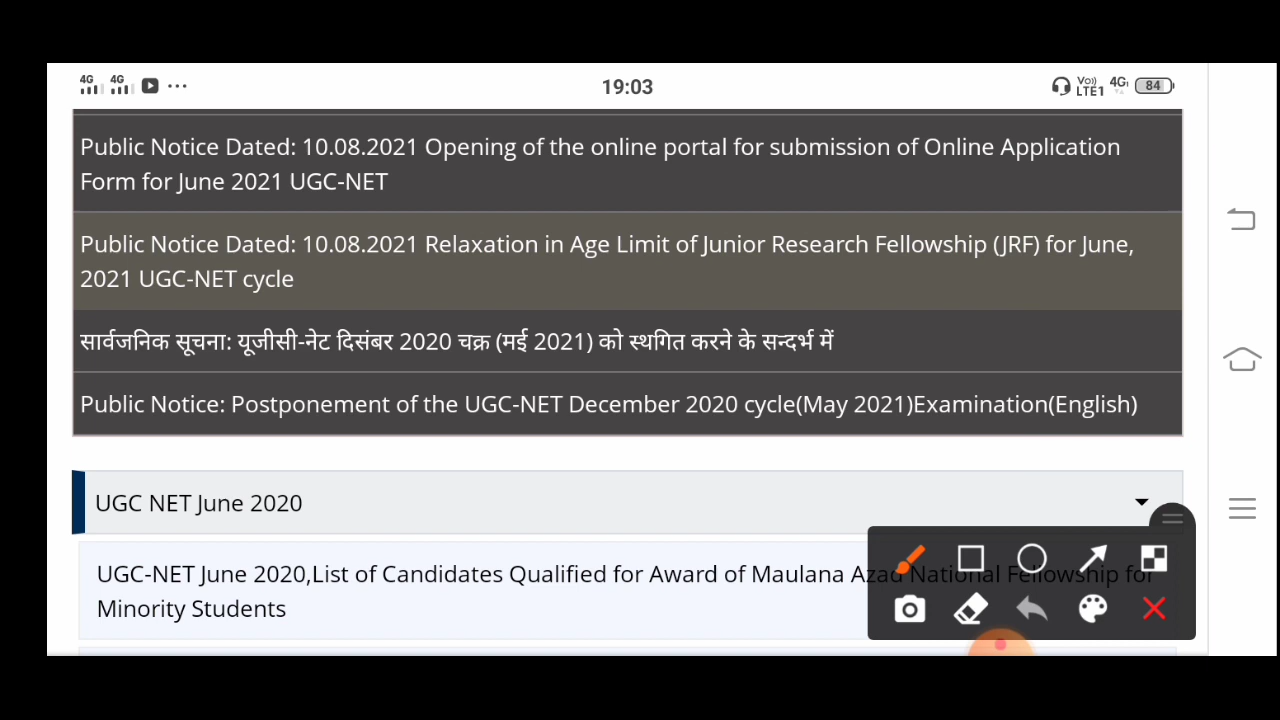 4G 4G ... 19:03 Vo)) LTE1 4G 84
Public Notice Dated: 10.08.2021 Opening of the online portal for submission of Online Application
Form for June 2021 UGC-NET
Public Notice Dated: 10.08.2021 Relaxation in Age Limit of Junior Research Fellowship (JRF) for June,
2021 UGC-NET cycle
सार्वजनिक सूचना: यूजीसी-नेट दिसंबर 2020 चक्र (मई 2021) को स्थगित करने के सन्दर्भ में
Public Notice: Postponement of the UGC-NET December 2020 cycle(May 2021)Examination(English)
UGC NET June 2020
UGC-NET June 2020,List of Candidates Qualified for Award of Maulana Azad National Fellowship for
Minority Students